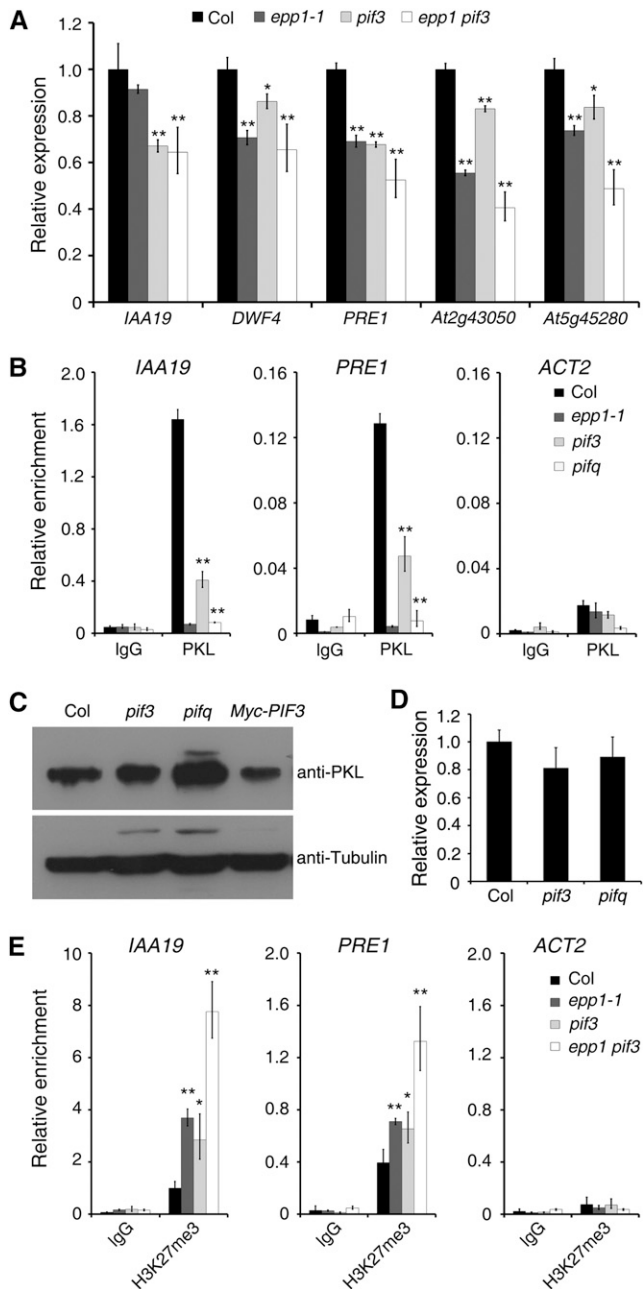 A
Col epp1-1 pif3 epp1 pif3
Relative expression
1.2
1.0
0.8
0.6
0.4
0.2
0
** ** ** * ** ** ** ** ** ** ** ** * **
IAA19 DWF4 PRE1 At2g43050 At5g45280
B
IAA19 PRE1 ACT2
Relative enrichment
2.0
1.6
1.2
0.8
0.4
0
** **
IgG PKL
0.16
0.12
0.08
0.04
0
** **
IgG PKL
0.16
0.12
0.08
0.04
0
IgG PKL
Col
epp1-1
pif3
pifq
C
Col pif3 pifq Myc-PIF3
anti-PKL
anti-Tubulin
D
Relative expression
1.2
1.0
0.8
0.6
0.4
0.2
0
Col pif3 pifq
E
IAA19 PRE1 ACT2
Relative enrichment
10
8
6
4
2
0
** * **
IgG H3K27me3
2.0
1.6
1.2
0.8
0.4
0
** * **
IgG H3K27me3
2.0
1.6
1.2
0.8
0.4
0
IgG H3K27me3
Col
epp1-1
pif3
epp1 pif3